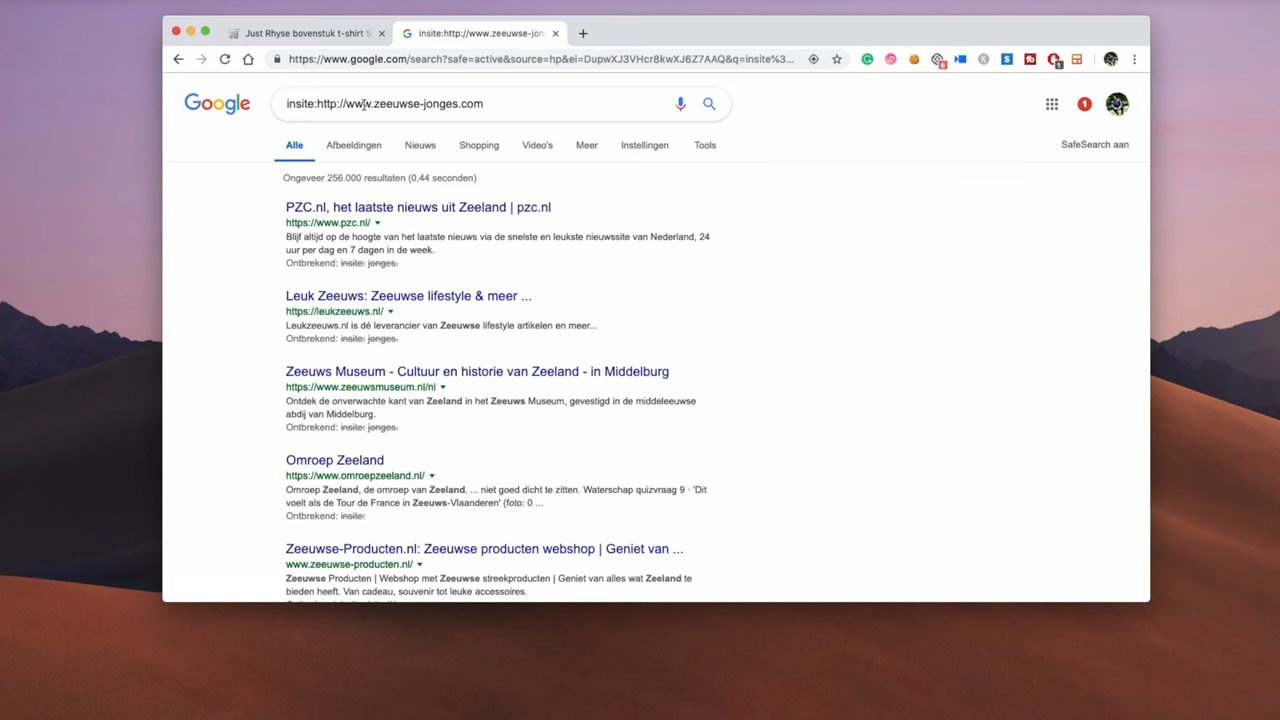 Just Rhyse bovenstuk t-shirt S
insite:http://www.zeeuwse-jon
https://www.google.com/search?safe=active&source=hp&ei=DupwXJ3VHcr8kwXJ6Z7AAQ&q=insite%3...
6
1
Google
insite:http://www.zeeuwse-jonges.com
1
Alle Afbeeldingen Nieuws Shopping Video's Meer Instellingen Tools
SafeSearch aan
Ongeveer 256.000 resultaten (0,44 seconden)
PZC.nl, het laatste nieuws uit Zeeland | pzc.nl
https://www.pzc.nl/
Blijf altijd op de hoogte van het laatste nieuws via de snelste en leukste nieuwssite van Nederland, 24
uur per dag en 7 dagen in de week.
Ontbrekend: insite: jonges.
Leuk Zeeuws: Zeeuwse lifestyle & meer ...
https://leukzeeuws.nl/
Leukzeeuws.nl is dé leverancier van Zeeuwse lifestyle artikelen en meer...
Ontbrekend: insite: jonges.
Zeeuws Museum - Cultuur en historie van Zeeland - in Middelburg
https://www.zeeuwsmuseum.nl/nl
Ontdek de onverwachte kant van Zeeland in het Zeeuws Museum, gevestigd in de middeleeuwse
abdij van Middelburg.
Ontbrekend: insite: jonges.
Omroep Zeeland
https://www.omroepzeeland.nl/
Omroep Zeeland, de omroep van Zeeland. ... niet goed dicht te zitten. Waterschap quizvraag 9 · 'Dit
voelt als de Tour de France in Zeeuws-Vlaanderen' (foto: 0 ...
Ontbrekend: insite:
Zeeuwse-Producten.nl: Zeeuwse producten webshop | Geniet van ...
www.zeeuwse-producten.nl/
Zeeuwse Producten | Webshop met Zeeuwse streekproducten | Geniet van alles wat Zeeland te
bieden heeft. Van cadeau, souvenir tot leuke accessoires.